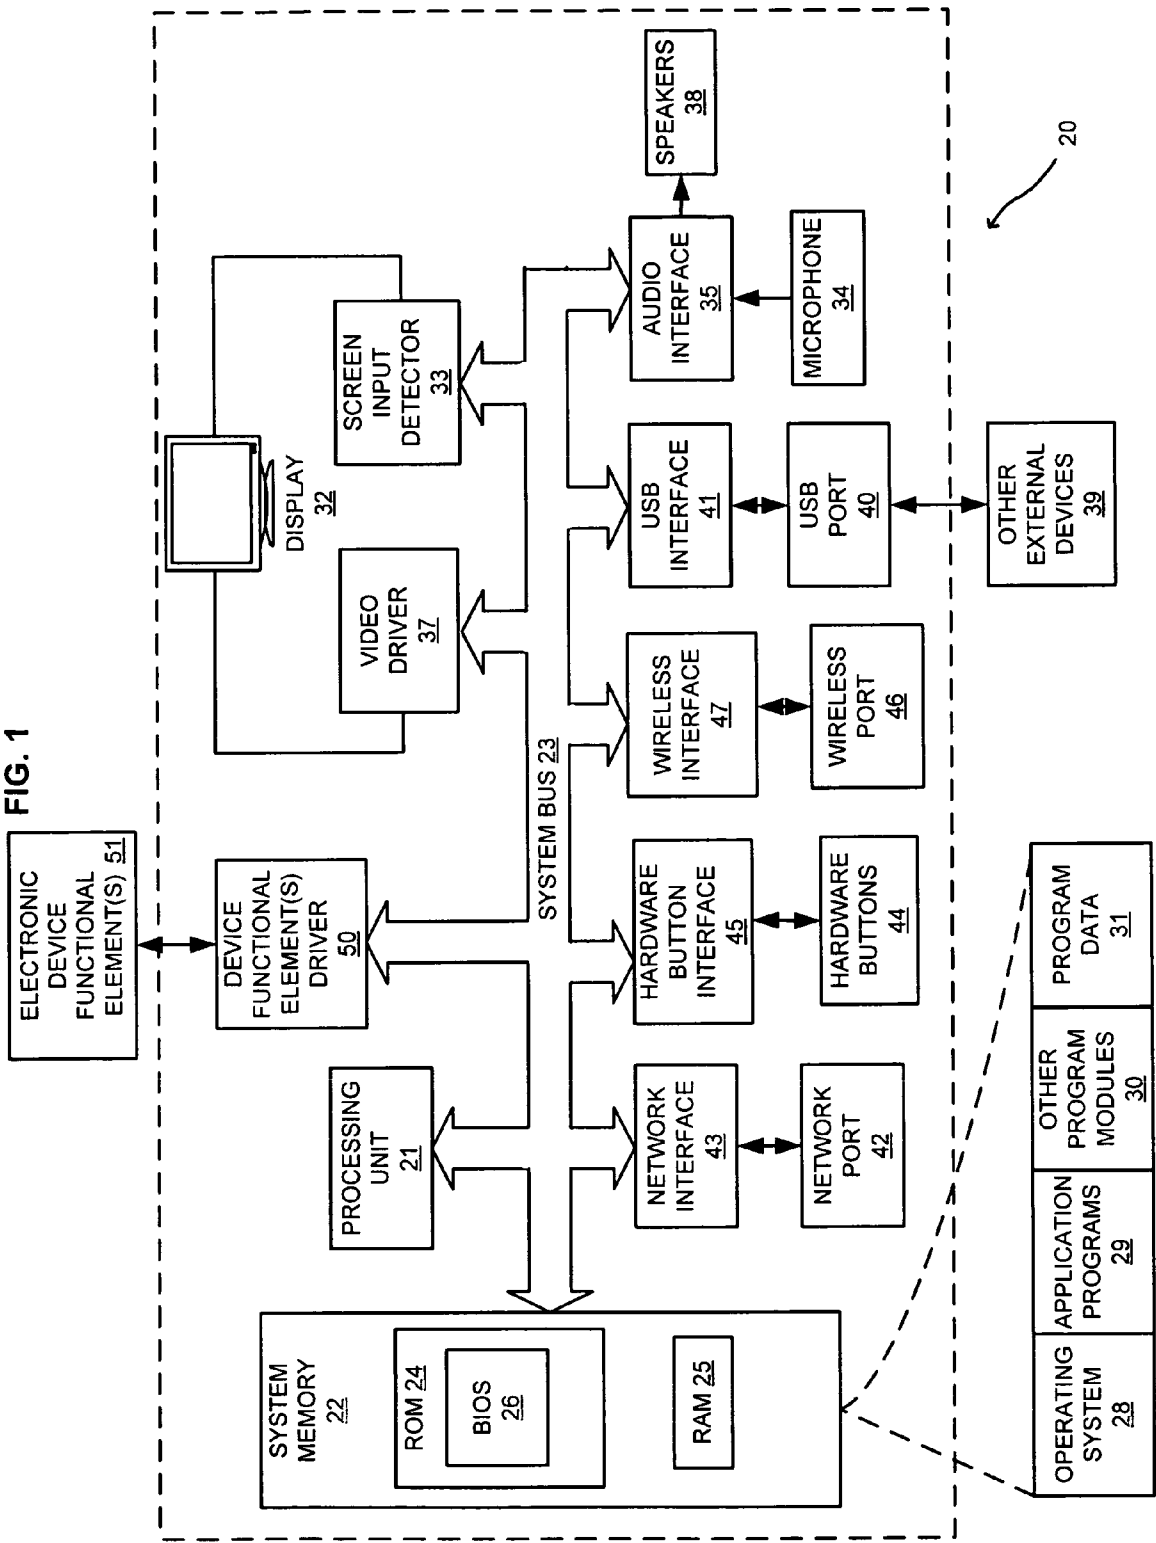 FIG. 1
ELECTRONIC
DEVICE
FUNCTIONAL
ELEMENT(S) 51
DISPLAY
32
DEVICE
FUNCTIONAL
ELEMENT(S)
DRIVER
50
PROCESSING
UNIT
21
VIDEO
DRIVER
37
SCREEN
INPUT
DETECTOR
33
SYSTEM
MEMORY
22
ROM 24
BIOS
26
RAM 25
SYSTEM BUS 23
NETWORK
INTERFACE
43
HARDWARE
BUTTON
INTERFACE
45
WIRELESS
INTERFACE
47
USB
INTERFACE
41
AUDIO
INTERFACE
35
SPEAKERS
38
NETWORK
PORT
42
HARDWARE
BUTTONS
44
WIRELESS
PORT
46
USB
PORT
40
MICROPHONE
34
OPERATING
SYSTEM
28
APPLICATION
PROGRAMS
29
OTHER
PROGRAM
MODULES
30
PROGRAM
DATA
31
OTHER
EXTERNAL
DEVICES
39
20